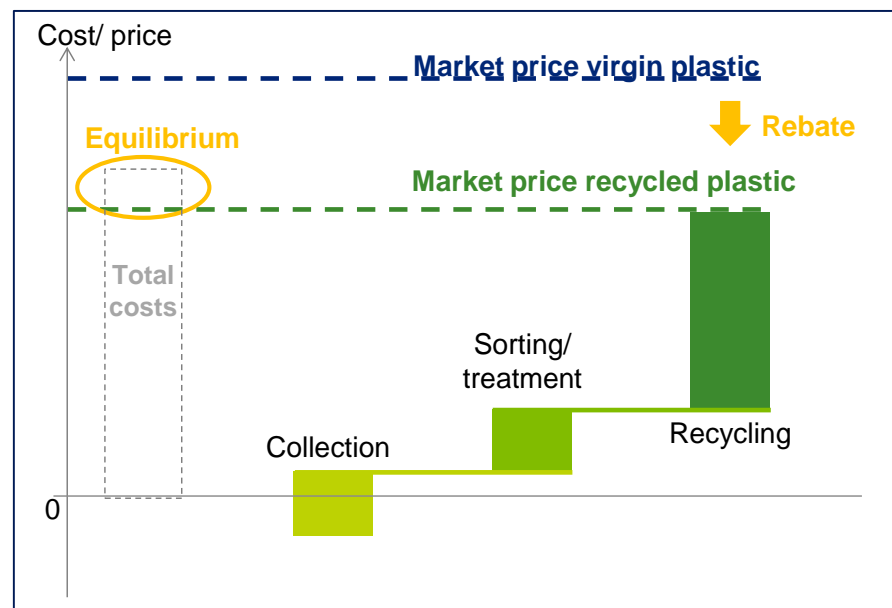 Cost/ price
Market price virgin plastic
Rebate
Equilibrium
Market price recycled plastic
Total
costs
Sorting/
treatment
Collection
Recycling
0